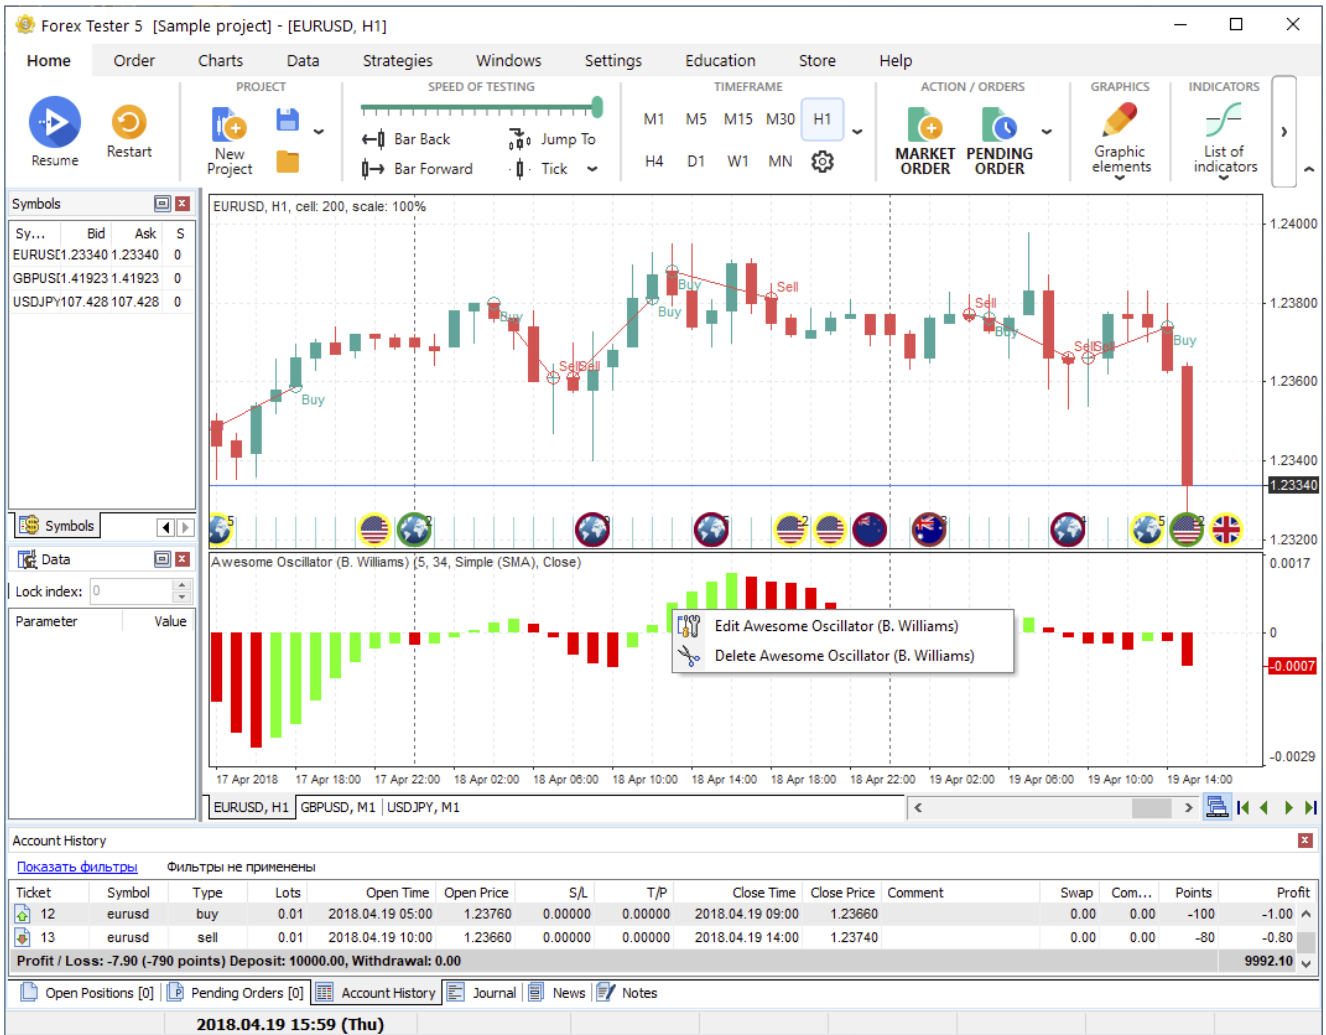 Forex Tester 5 [Sample project] - [EURUSD, H1]
Home Order Charts Data Strategies Windows Settings Education Store Help
PROJECT SPEED OF TESTING TIMEFRAME ACTION / ORDERS GRAPHICS INDICATORS
Resume
Restart
New
Project
Bar Back Jump To
Bar Forward Tick
M1 M5 M15 M30 H1
H4 D1 W1 MN
MARKET
ORDER
PENDING
ORDER
Graphic
elements
List of
indicators
Symbols
Sy... Bid Ask S
EURUSD 1.23340 1.23340 0
GBPUSD 1.41923 1.41923 0
USDJPY 107.428 107.428 0
Symbols
Data
Lock index: 0
Parameter Value
EURUSD, H1, cell: 200, scale: 100%
Buy
Buy
Sell
Sell
Buy
Buy
Sell
Sell
Buy
Sell
Sell
Buy
1.24000
1.23800
1.23600
1.23400
1.23340
1.23200
Awesome Oscillator (B. Williams) (5, 34, Simple (SMA), Close)
0.0017
0
-0.0007
-0.0029
Edit Awesome Oscillator (B. Williams)
Delete Awesome Oscillator (B. Williams)
17 Apr 2018 17 Apr 18:00 17 Apr 22:00 18 Apr 02:00 18 Apr 06:00 18 Apr 10:00 18 Apr 14:00 18 Apr 18:00 18 Apr 22:00 19 Apr 02:00 19 Apr 06:00 19 Apr 10:00 19 Apr 14:00
EURUSD, H1 GBPUSD, M1 USDJPY, M1
Account History
Показать фильтры Фильтры не применены
Ticket Symbol Type Lots Open Time Open Price S/L T/P Close Time Close Price Comment Swap Com... Points Profit
12 eurusd buy 0.01 2018.04.19 05:00 1.23760 0.00000 0.00000 2018.04.19 09:00 1.23660 0.00 0.00 -100 -1.00
13 eurusd sell 0.01 2018.04.19 10:00 1.23660 0.00000 0.00000 2018.04.19 14:00 1.23740 0.00 0.00 -80 -0.80
Profit / Loss: -7.90 (-790 points) Deposit: 10000.00, Withdrawal: 0.00 9992.10
Open Positions [0] Pending Orders [0] Account History Journal News Notes
2018.04.19 15:59 (Thu)